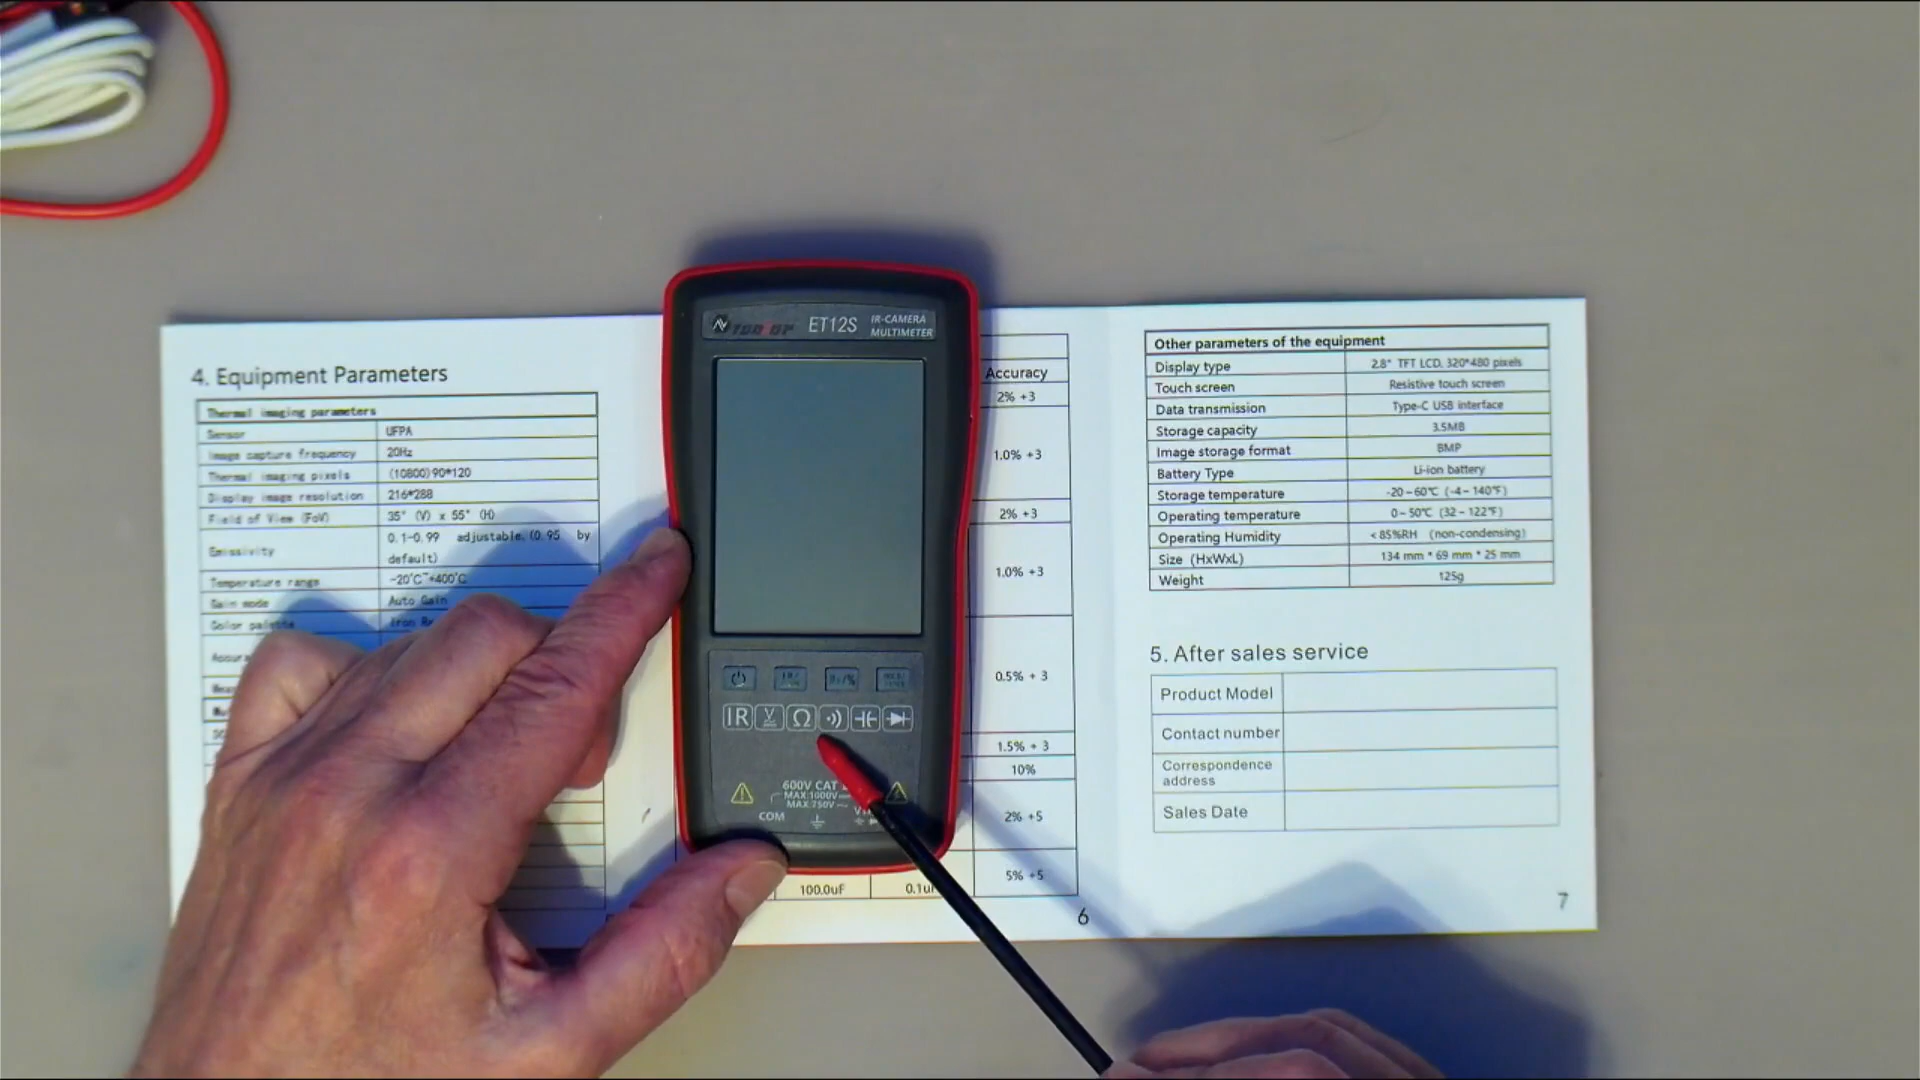 4. Equipment Parameters
Thermal imaging parameters
Sensor UFPA
Image capture frequency 20Hz
Thermal imaging pixels (10800)90*120
Display image resolution 216*288
Field of View (FoV) 35° (V) x 55° (H)
Emissivity 0.1-0.99 adjustable.(0.95 by
default)
Temperature range -20℃~+400℃
Gain mode Auto Gain
Color palette Iron
ET12S
IR-CAMERA
MULTIMETER
Hz/%
IR V Ω
600V CAT
MAX:1000V
MAX:750V~
COM
Accuracy
2% +3
1.0% +3
2% +3
1.0% +3
0.5% + 3
1.5% + 3
10%
2% +5
5% +5
100.0uF
6
Other parameters of the equipment
Display type 2.8" TFT LCD, 320*480 pixels
Touch screen Resistive touch screen
Data transmission Type-C USB interface
Storage capacity 3.5MB
Image storage format BMP
Battery Type Li-ion battery
Storage temperature -20~60℃ (-4~140℉)
Operating temperature 0~50℃ (32~122℉)
Operating Humidity <85%RH (non-condensing)
Size (HxWxL) 134 mm * 69 mm * 25 mm
Weight 125g
5. After sales service
Product Model
Contact number
Correspondence
address
Sales Date
7